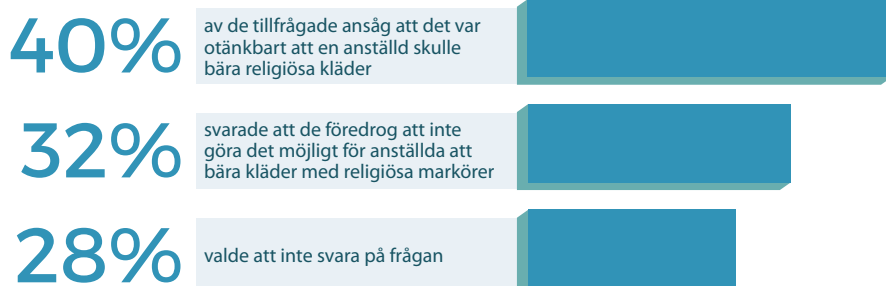 40%
av de tillfrågade ansåg att det var
otänkbart att en anställd skulle
bära religiösa kläder
32%
svarade att de föredrog att inte
göra det möjligt för anställda att
bära kläder med religiösa markörer
28%
valde att inte svara på frågan